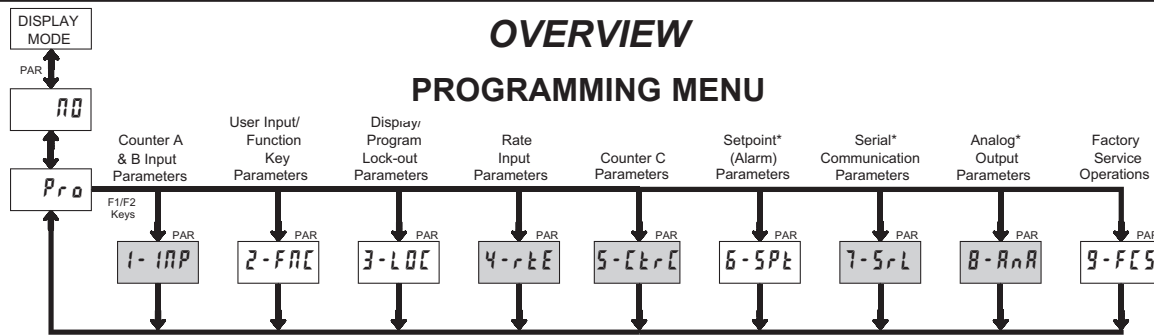 OVERVIEW
PROGRAMMING MENU
DISPLAY
MODE
PAR
NO
Pro
F1/F2
Keys
Counter A
& B Input
Parameters
User Input/
Function
Key
Parameters
Display/
Program
Lock-out
Parameters
Rate
Input
Parameters
Counter C
Parameters
Setpoint*
(Alarm)
Parameters
Serial*
Communication
Parameters
Analog*
Output
Parameters
Factory
Service
Operations
PAR
PAR
PAR
PAR
PAR
PAR
PAR
PAR
PAR
1-INP
2-FNC
3-LOC
4-rtE
5-CtrC
6-SPt
7-SrL
8-AnA
9-FCS